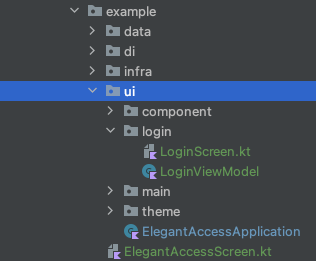 example
data
di
infra
ui
component
login
LoginScreen.kt
LoginViewModel
main
theme
ElegantAccessApplication
ElegantAccessScreen.kt